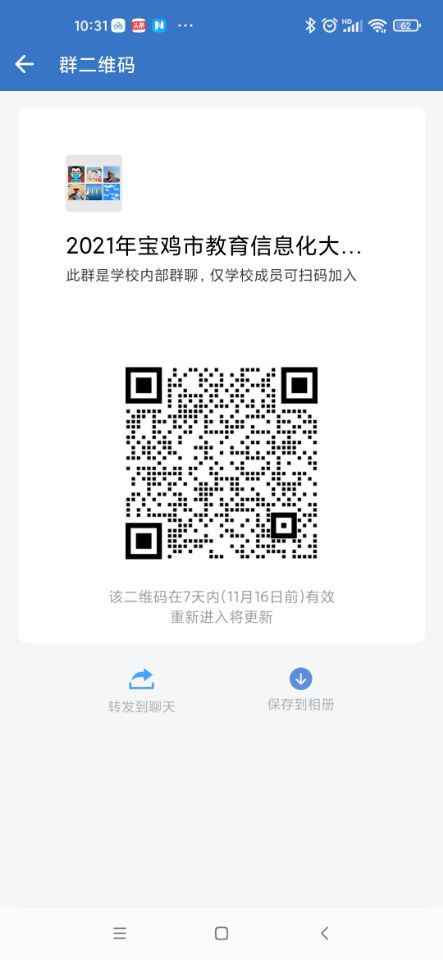 10:31
HD
62
群二维码
2021年宝鸡市教育信息化大...
此群是学校内部群聊, 仅学校成员可扫码加入
该二维码在7天内(11月16日前)有效
重新进入将更新
转发到聊天
保存到相册